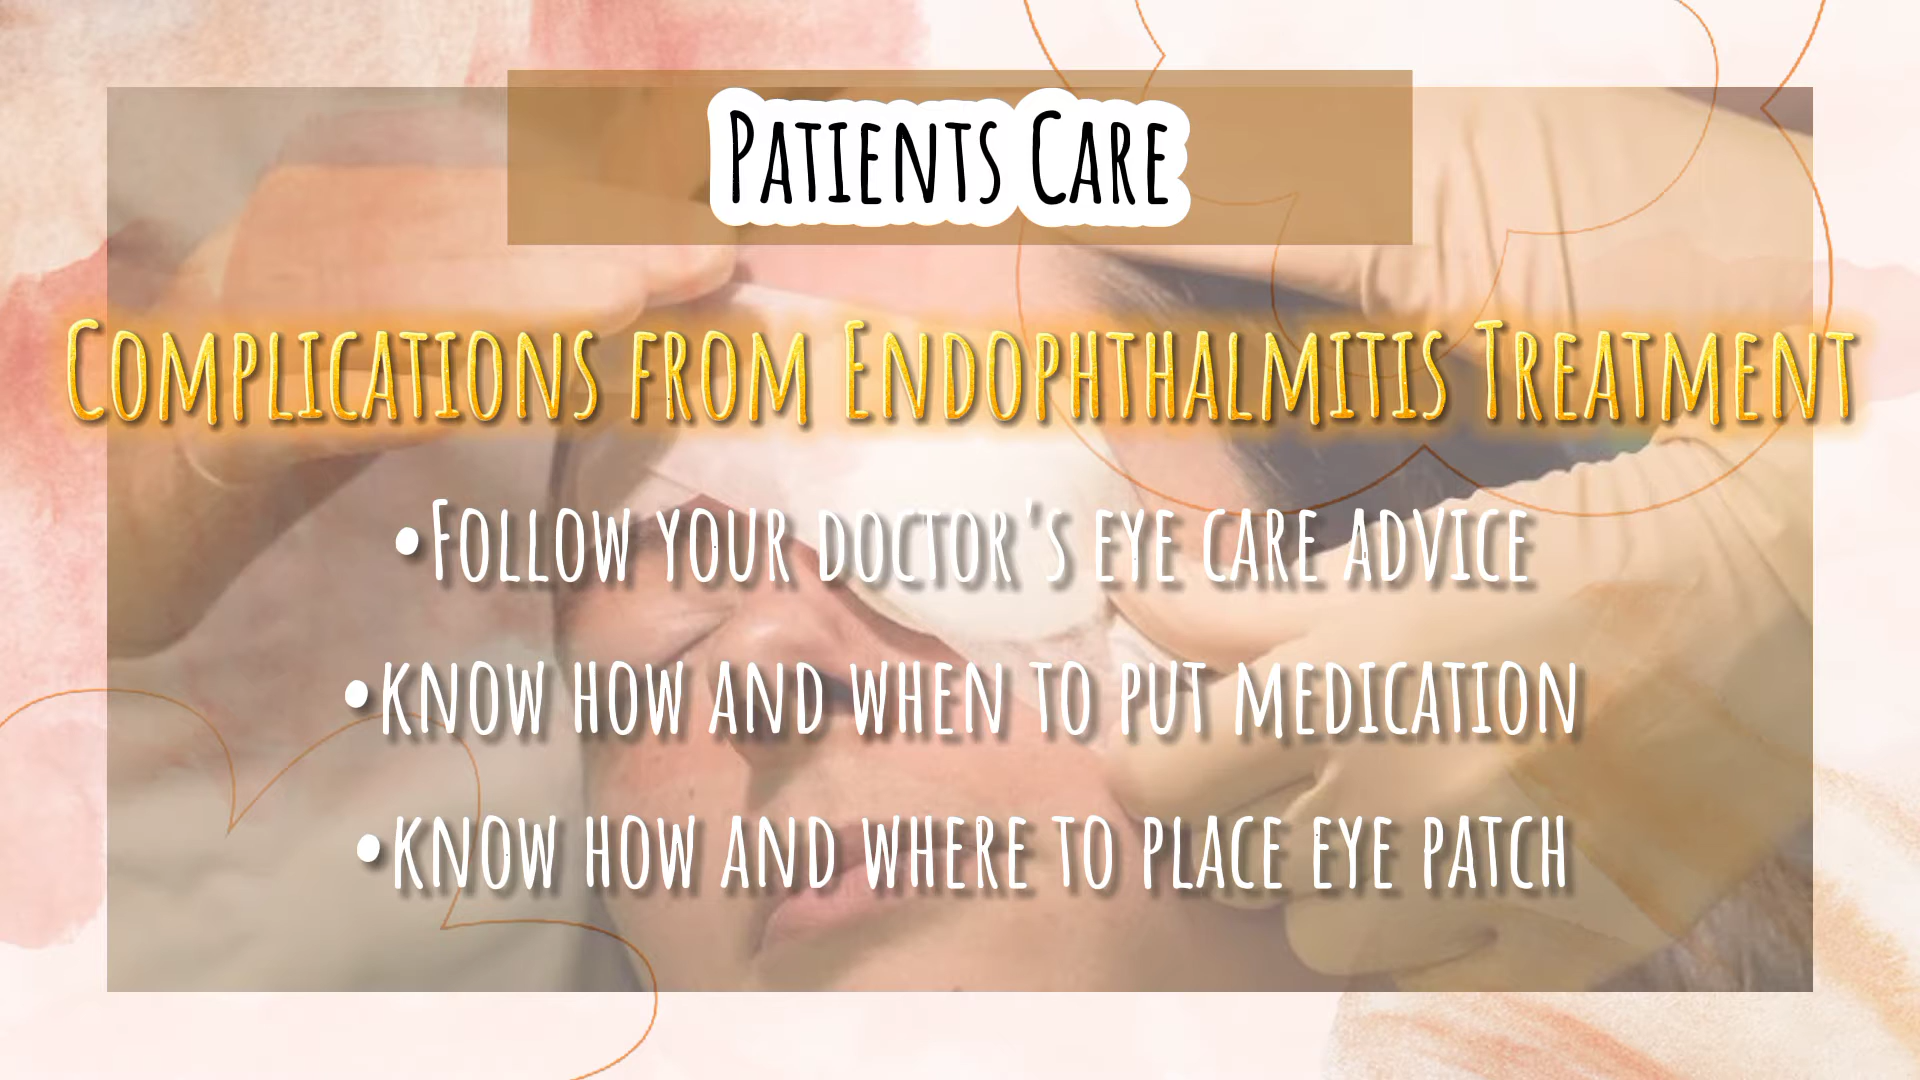 Patients Care
Complications from Endophthalmitis Treatment
•Follow your doctor's eye care advice
•know how and when to put medication
•know how and where to place eye patch